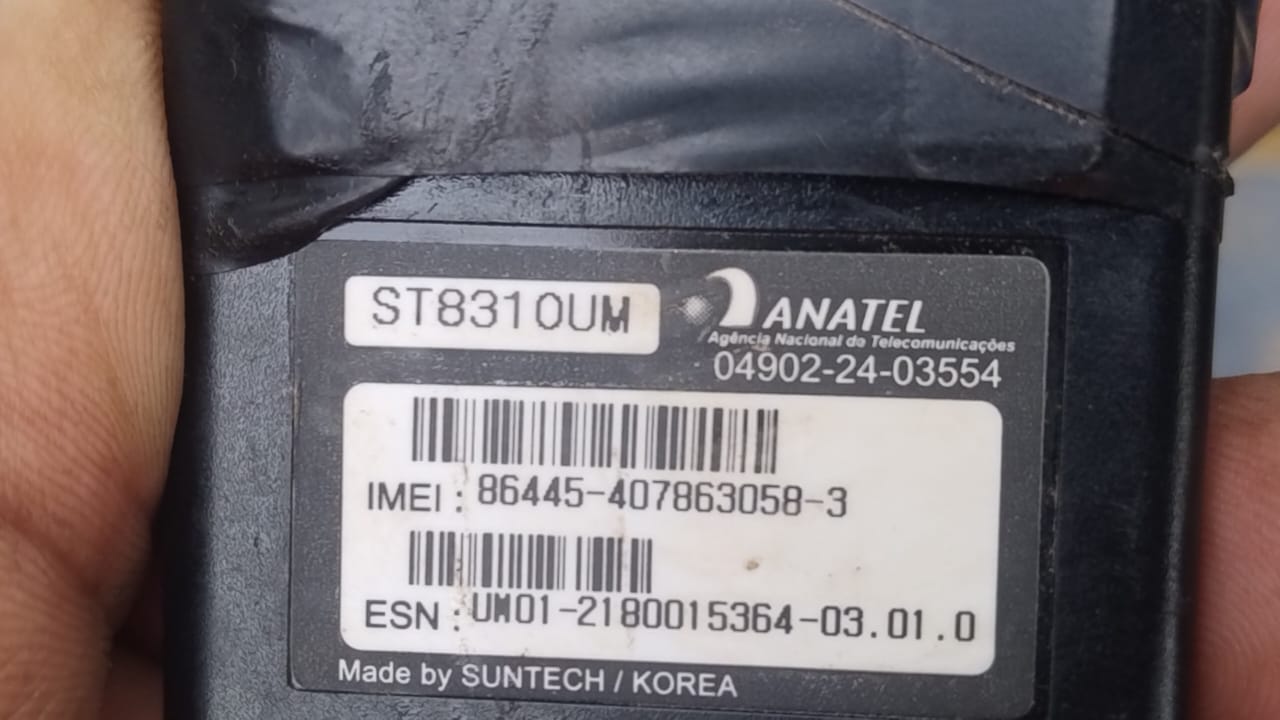 ST8310UM
ANATEL
Agência Nacional de Telecomunicações
04902-24-03554
IMEI : 86445-407863058-3
ESN : UM01-2180015364-03.01.0
Made by SUNTECH / KOREA